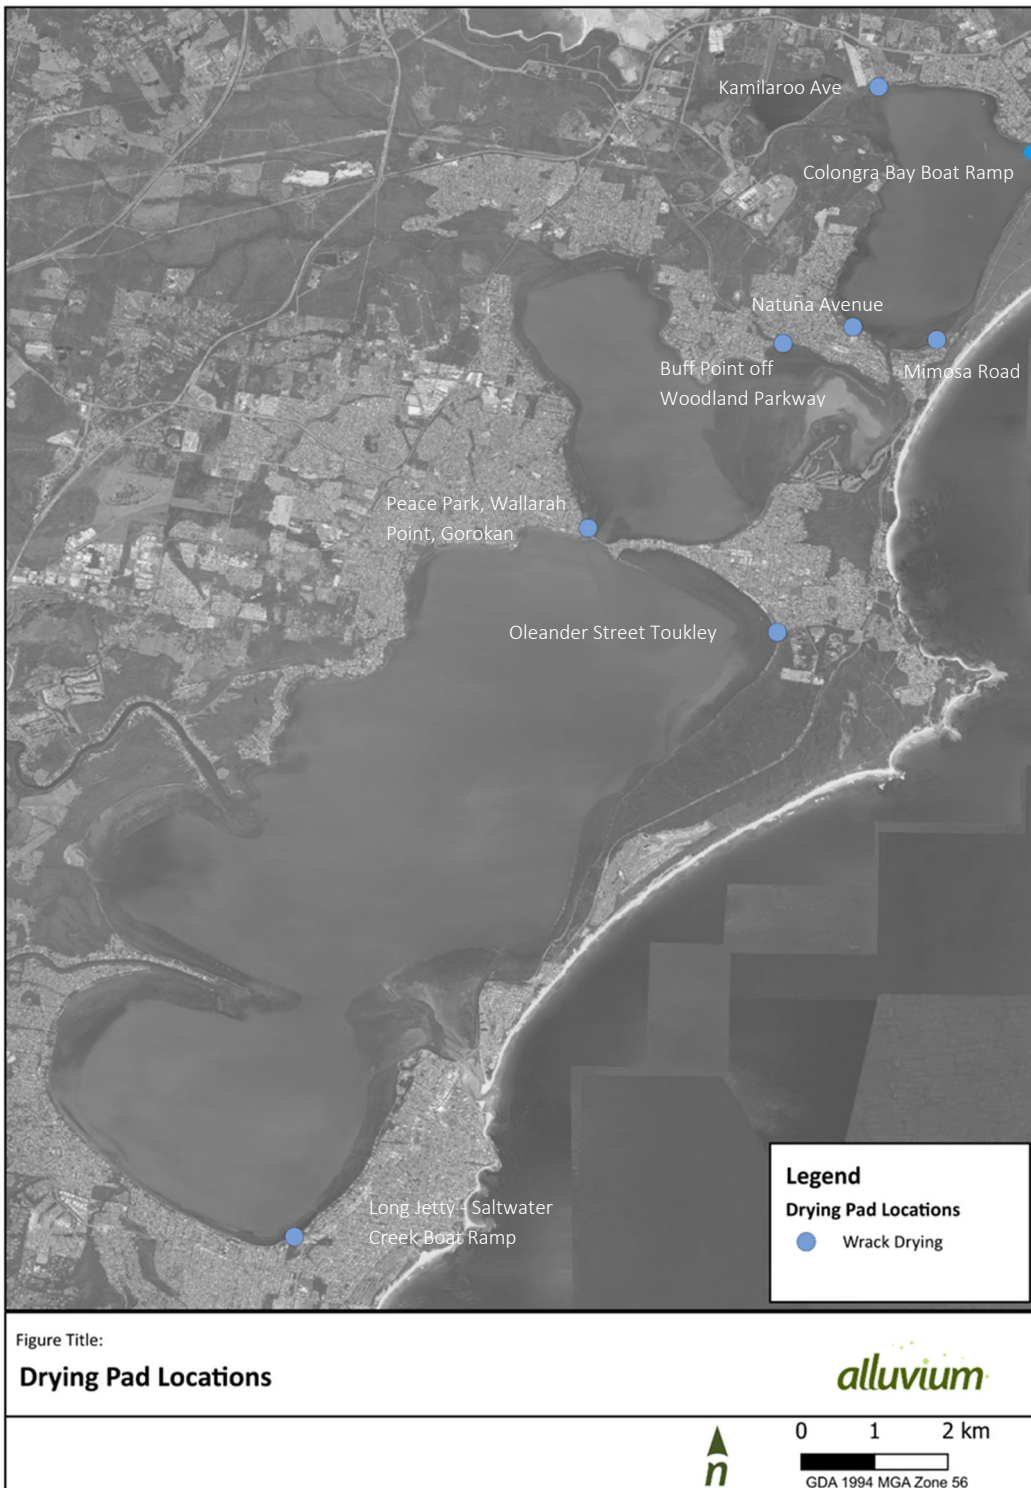 Kamilaroo Ave
Colongra Bay Boat Ramp
Natuna Avenue
Buff Point off
Woodland Parkway
Mimosa Road
Peace Park, Wallarah
Point, Gorokan
Oleander Street Toukley
Long Jetty - Saltwater
Creek Boat Ramp
Legend
Drying Pad Locations
Wrack Drying
Figure Title:
Drying Pad Locations
alluvium
n
0 1 2 km
GDA 1994 MGA Zone 56